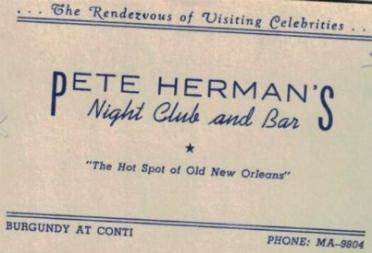 ... The Rendezvous of Visiting Celebrities ..
PETE HERMAN'S
Night Club and Bar
"The Hot Spot of Old New Orleans"
BURGUNDY AT CONTI
PHONE: MA-9804